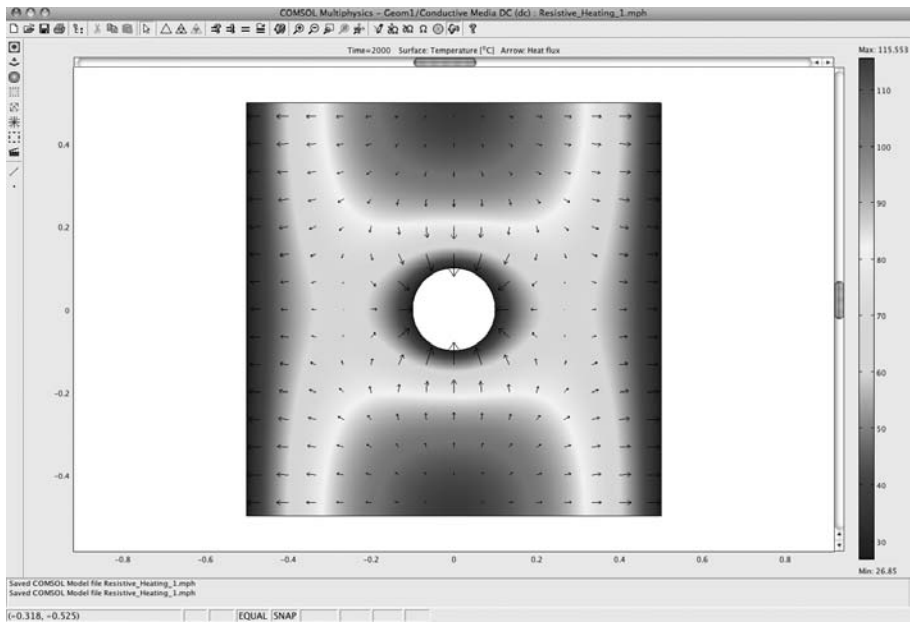 COMSOL Multiphysics – Geom1/Conductive Media DC (dc) : Resistive_Heating_1.mph
Time=2000 Surface: Temperature [°C] Arrow: Heat flux
Max: 115.553
110
100
90
80
70
60
50
40
30
Min: 26.85
0.4
0.2
0
-0.2
-0.4
-0.8 -0.6 -0.4 -0.2 0 0.2 0.4 0.6 0.8
Saved COMSOL Model file Resistive_Heating_1.mph
Saved COMSOL Model file Resistive_Heating_1.mph
(-0.318, -0.525) EQUAL SNAP